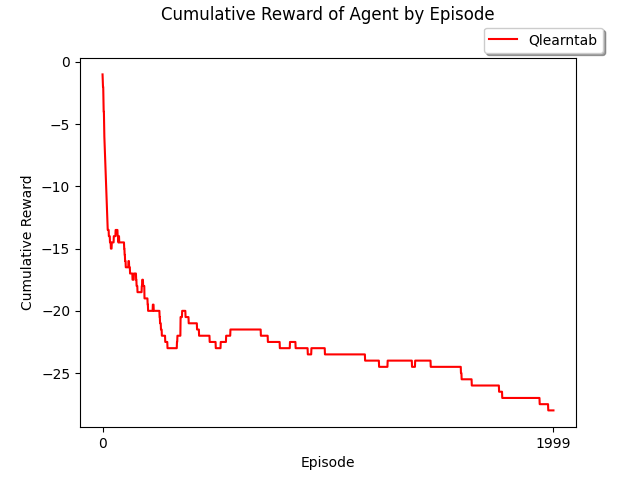 Cumulative Reward of Agent by Episode
Qlearntab
0
−5
−10
−15
−20
−25
Cumulative Reward
0
1999
Episode